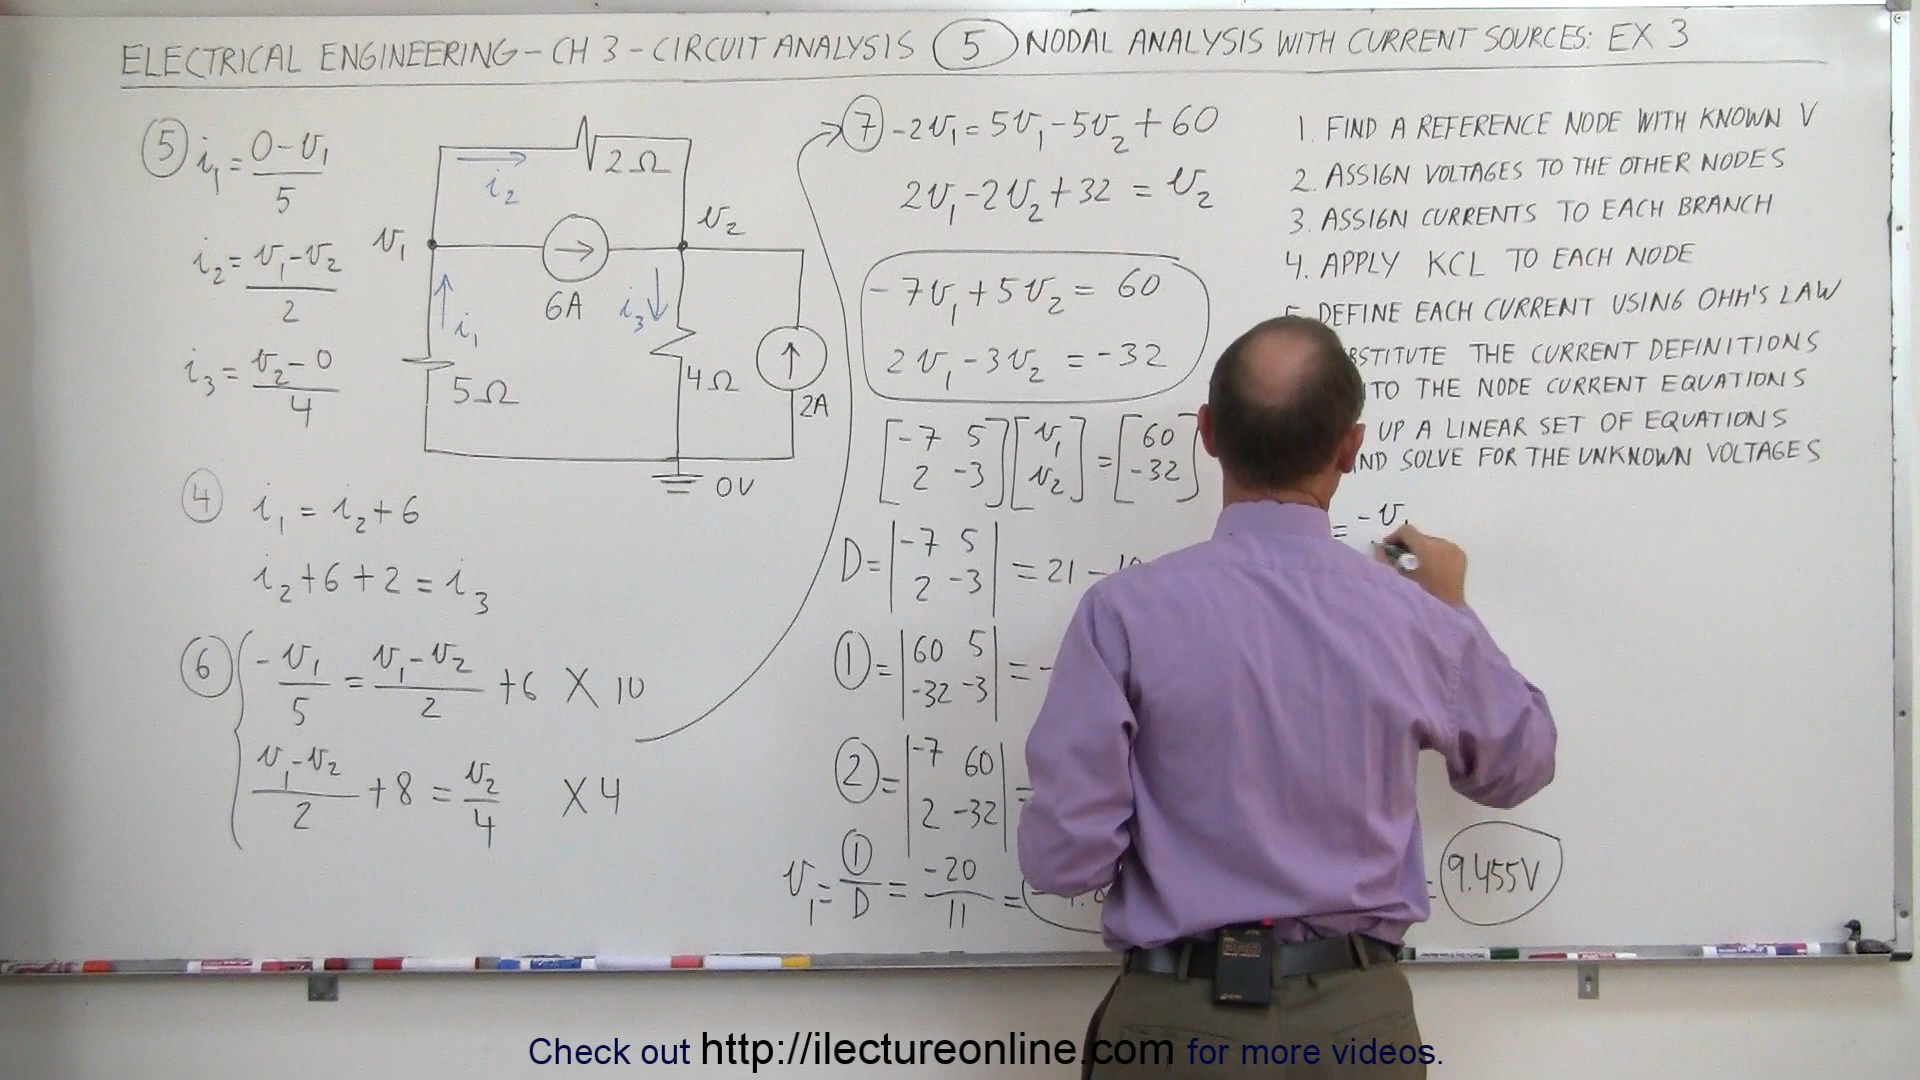 ELECTRICAL ENGINEERING - CH 3 - CIRCUIT ANALYSIS (5) NODAL ANALYSIS WITH CURRENT SOURCES: EX 3
(5) i₁ = (0-v₁)/5
i₂ = (v₁-v₂)/2
i₃ = (v₂-0)/4
i₂
2Ω
v₁
v₂
6A
i₃
i₁
5Ω
4Ω
2A
0V
(4) i₁ = i₂+6
i₂+6+2 = i₃
(6) -v₁/5 = (v₁-v₂)/2 +6 X 10
(v₁-v₂)/2 +8 = v₂/4 X 4
(7) -2v₁ = 5v₁-5v₂+60
2v₁-2v₂+32 = v₂
-7v₁+5v₂ = 60
2v₁-3v₂ = -32
[-7 5] [v₁] = [60]
[2 -3] [v₂] [-32]
D = |-7 5| = 21 -
|2 -3|
(1) = |60 5| = -
|-32 -3|
(2) = |-7 60| =
|2 -32|
v₁ = (1)/D = -20/11 =
= 9.455V
1. FIND A REFERENCE NODE WITH KNOWN V
2. ASSIGN VOLTAGES TO THE OTHER NODES
3. ASSIGN CURRENTS TO EACH BRANCH
4. APPLY KCL TO EACH NODE
DEFINE EACH CURRENT USING OHH'S LAW
BSTITUTE THE CURRENT DEFINITIONS
TO THE NODE CURRENT EQUATIONS
UP A LINEAR SET OF EQUATIONS
ND SOLVE FOR THE UNKNOWN VOLTAGES
= -v
Check out http://ilectureonline.com for more videos.